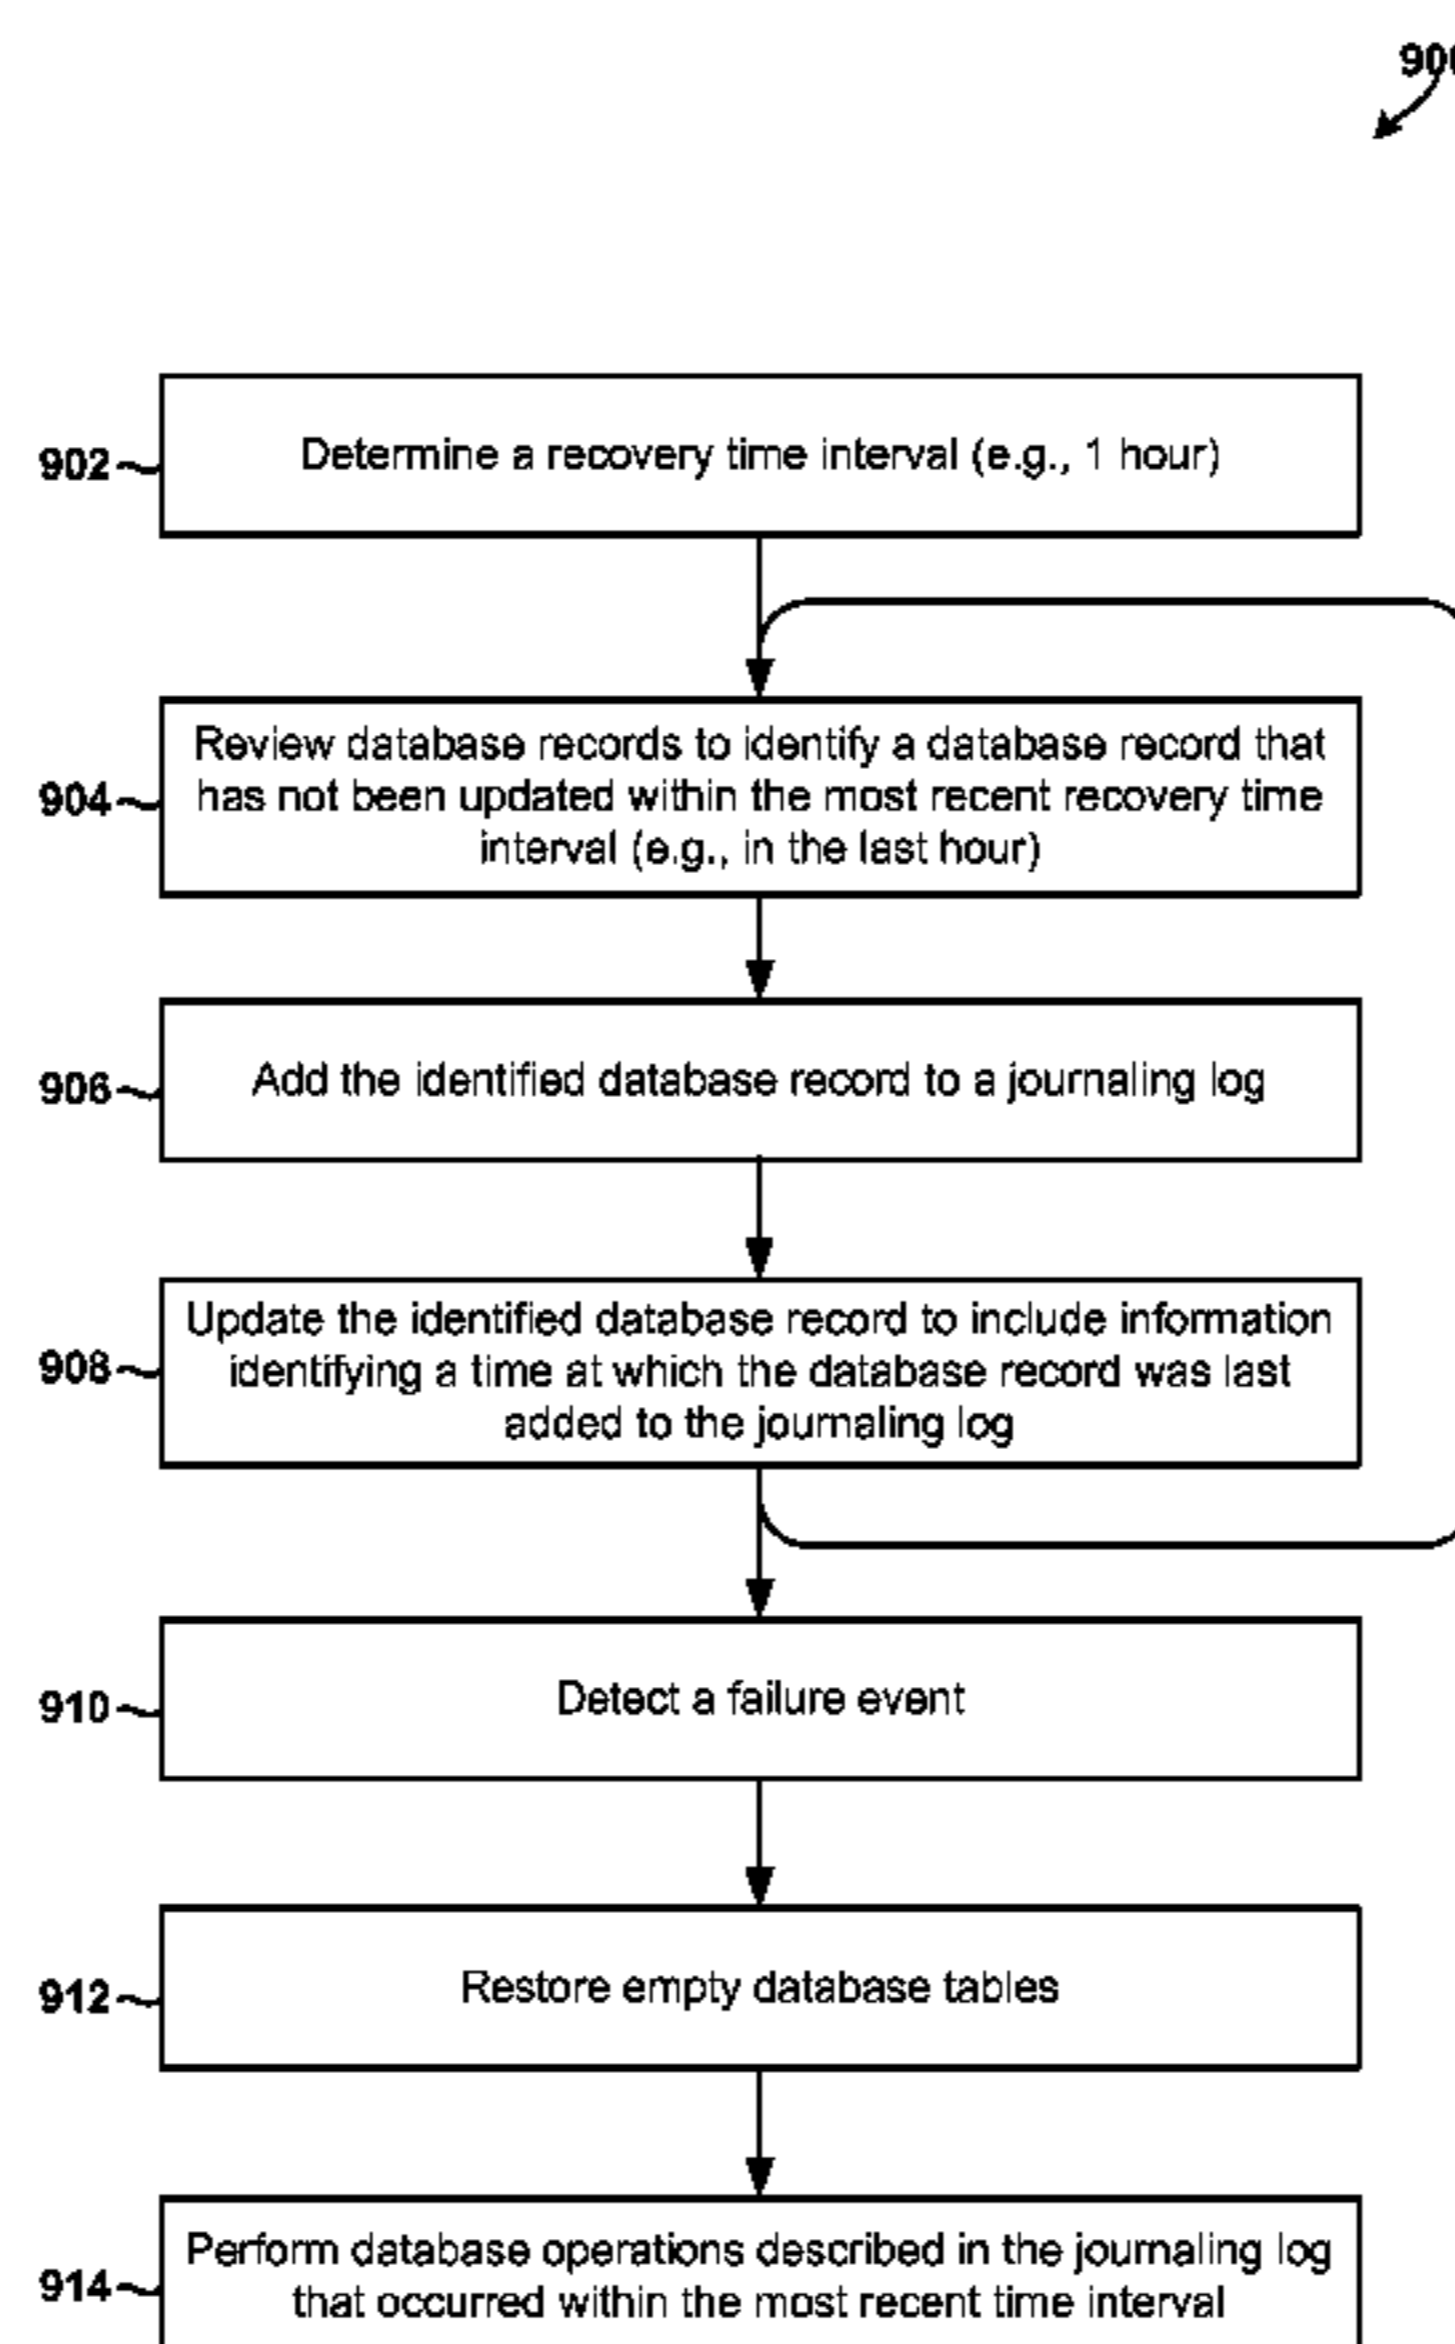 902
Determine a recovery time interval (e.g., 1 hour)
904
Review database records to identify a database record that
has not been updated within the most recent recovery time
interval (e.g., in the last hour)
906
Add the identified database record to a journaling log
908
Update the identified database record to include information
identifying a time at which the database record was last
added to the journaling log
910
Detect a failure event
912
Restore empty database tables
914
Perform database operations described in the journaling log
that occurred within the most recent time interval